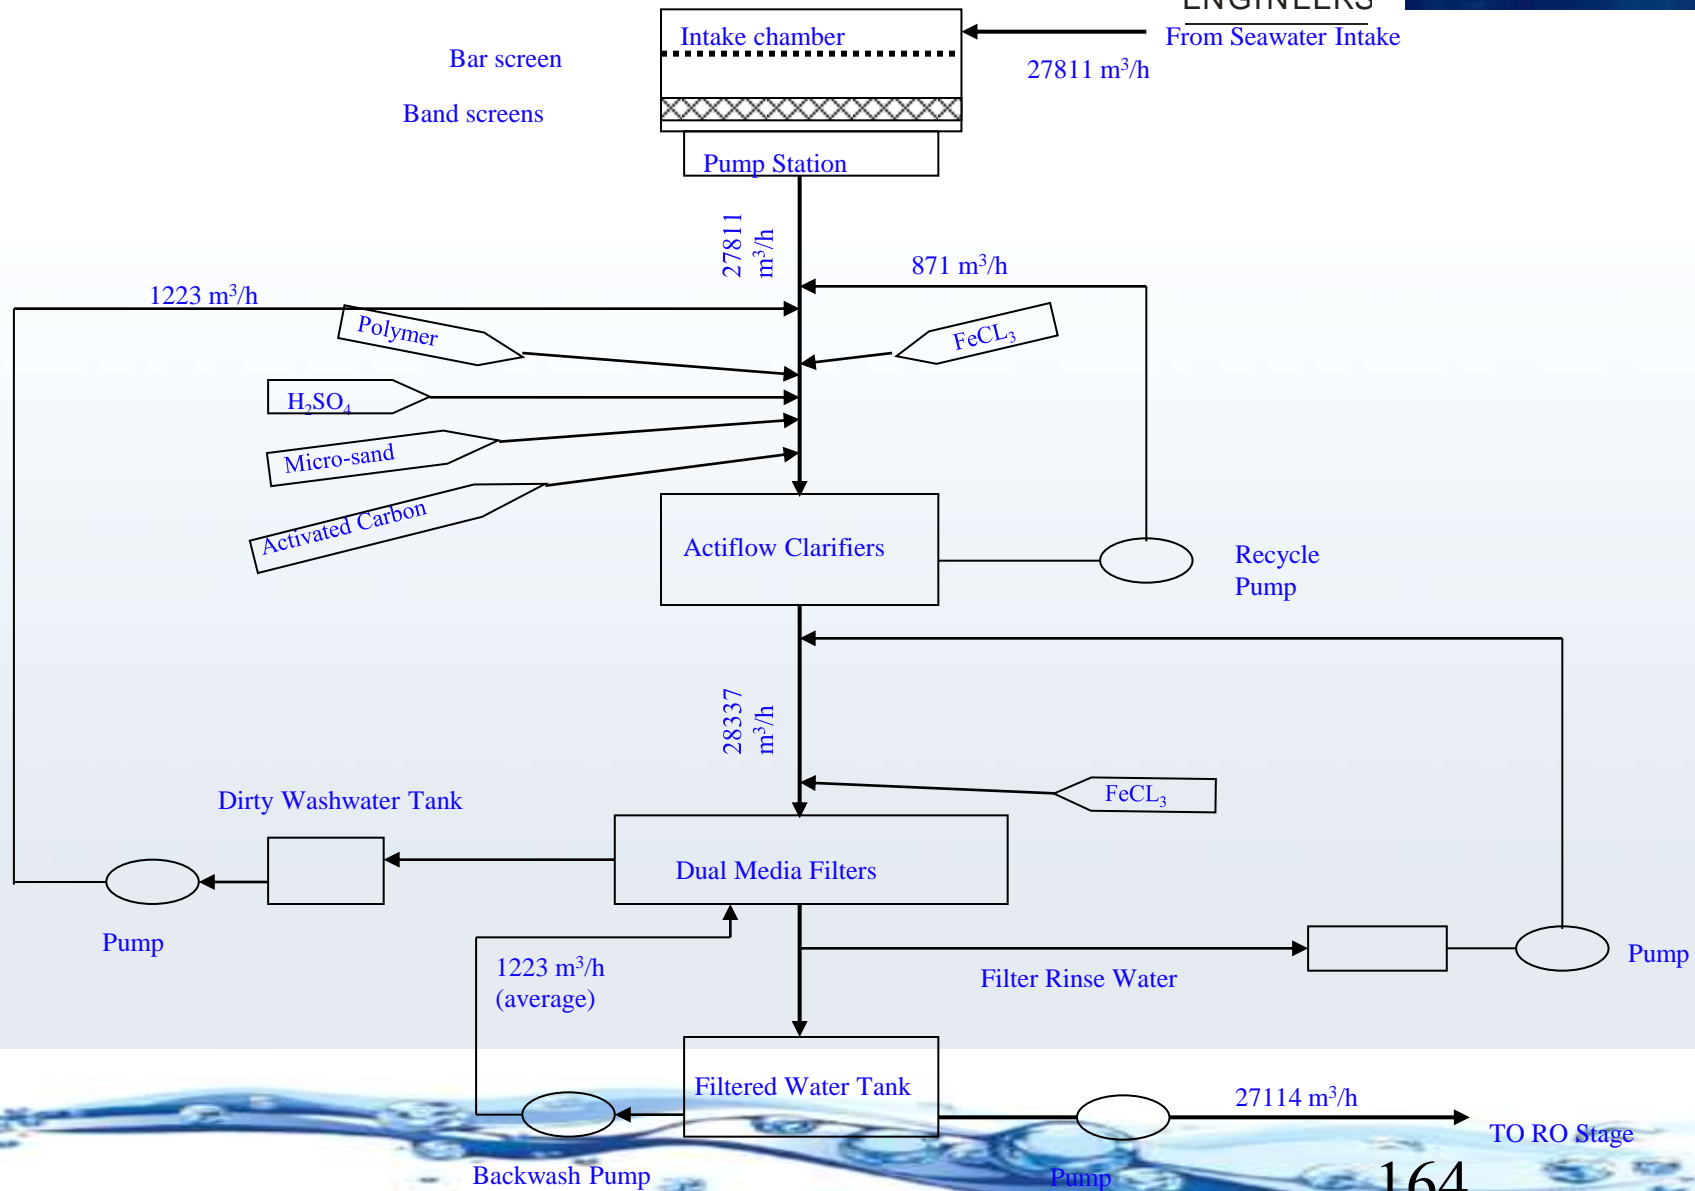 ENGINEERS
Intake chamber
From Seawater Intake
Bar screen
27811 m³/h
Band screens
Pump Station
27811
m³/h
871 m³/h
1223 m³/h
Polymer
FeCL₃
H₂SO₄
Micro-sand
Activated Carbon
Actiflow Clarifiers
Recycle
Pump
28337
m³/h
FeCL₃
Dirty Washwater Tank
Dual Media Filters
Pump
1223 m³/h
(average)
Filter Rinse Water
Pump
Filtered Water Tank
27114 m³/h
TO RO Stage
Backwash Pump
Pump
164